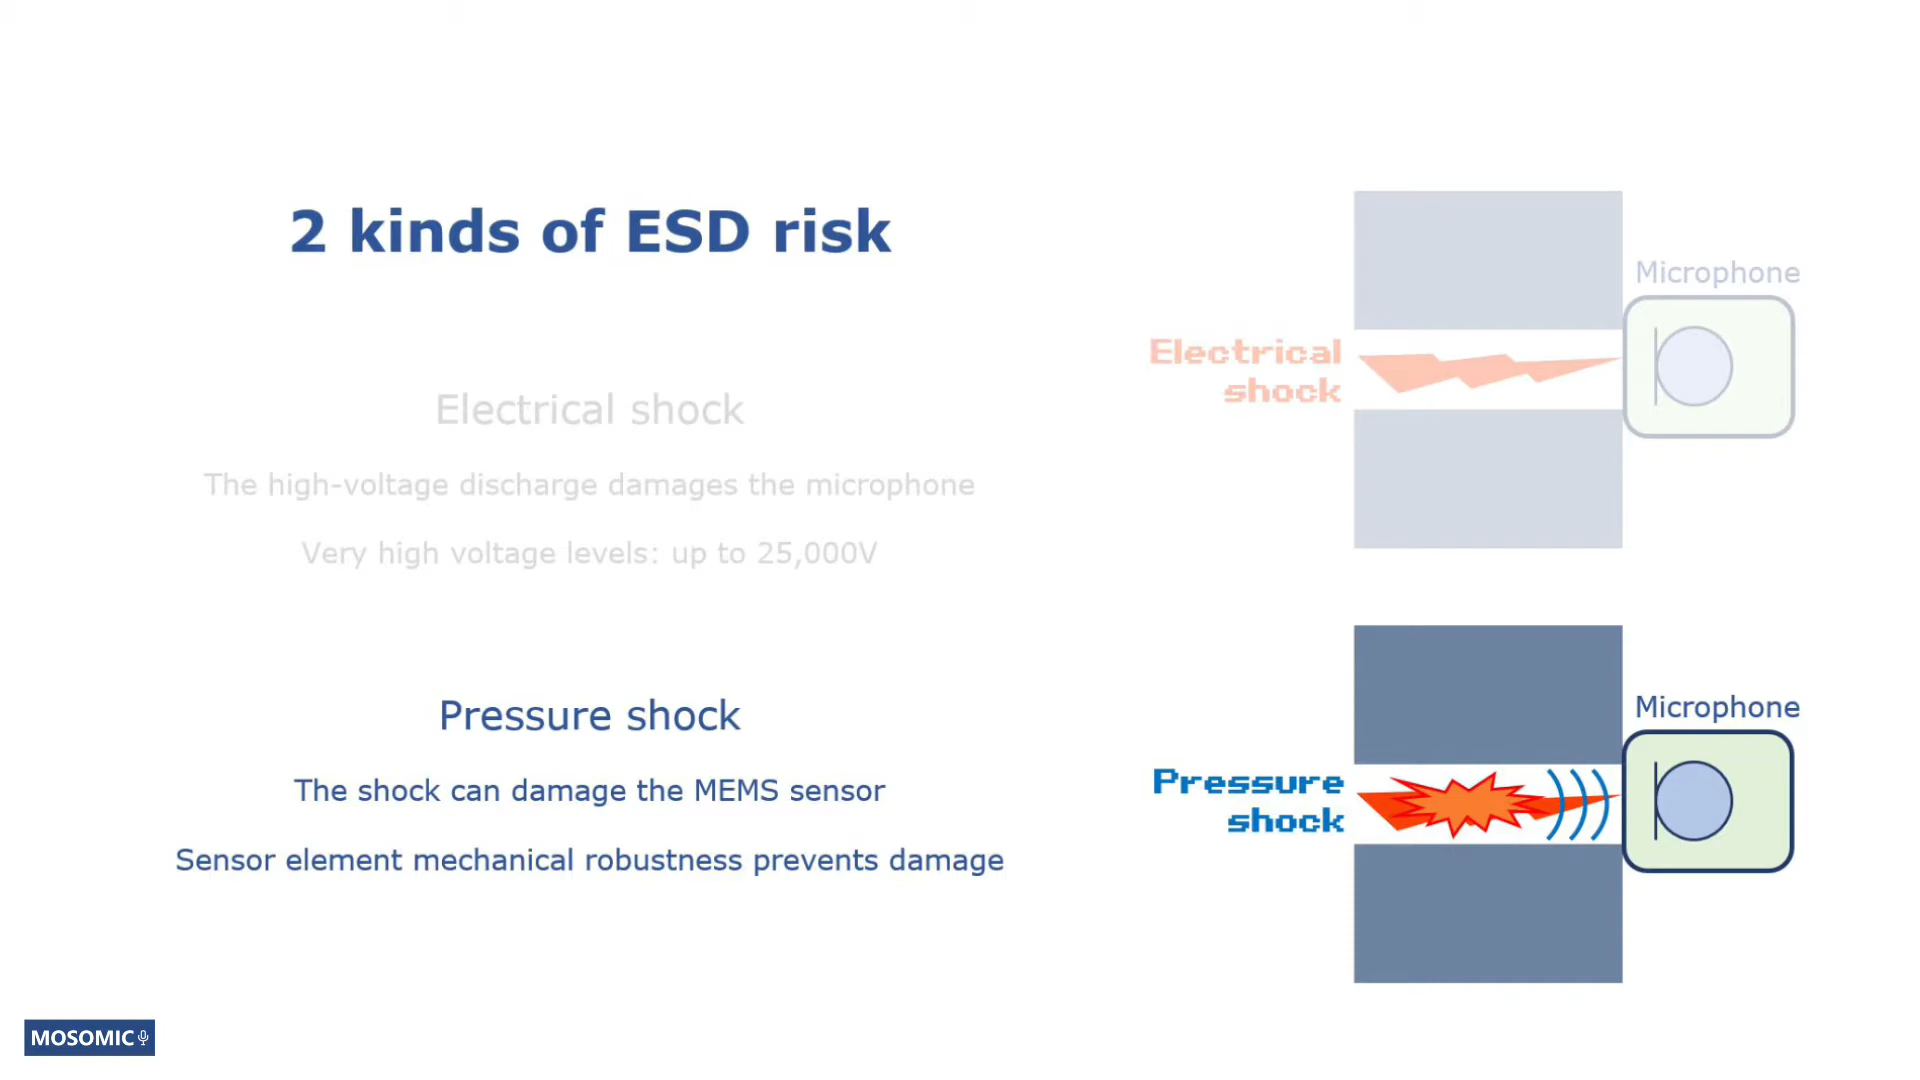 2 kinds of ESD risk
Electrical shock
The high-voltage discharge damages the microphone
Very high voltage levels: up to 25,000V
Microphone
Electrical
shock
Pressure shock
The shock can damage the MEMS sensor
Sensor element mechanical robustness prevents damage
Microphone
Pressure
shock
MOSOMIC